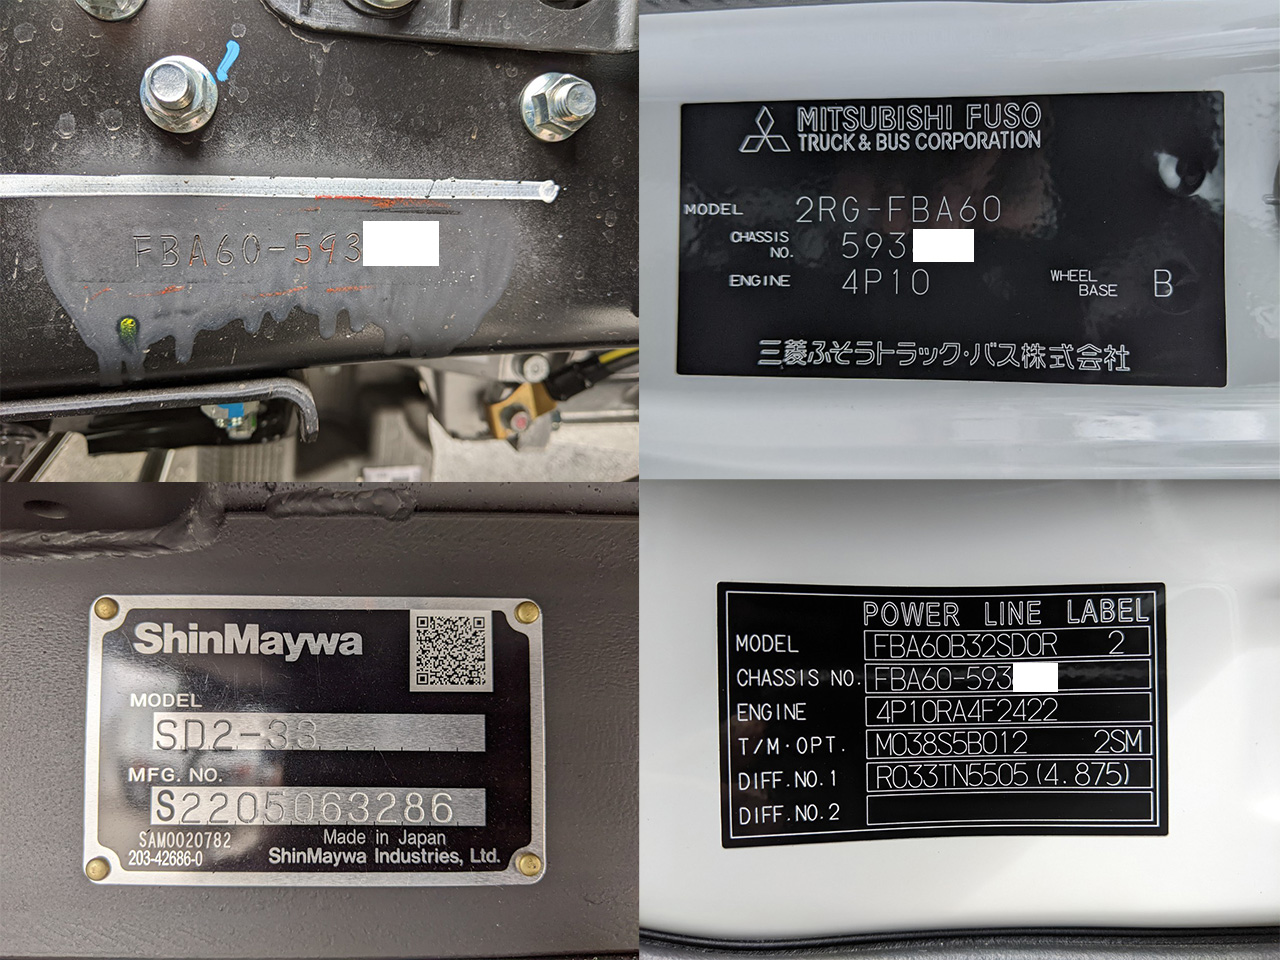 FBA60-593
MITSUBISHI FUSO
TRUCK & BUS CORPORATION
MODEL 2RG-FBA60
CHASSIS NO. 593
ENGINE 4P10 WHEEL BASE B
三菱ふそうトラック・バス株式会社
ShinMaywa
MODEL
SD2-38
MFG. NO.
S2205063286
SAM0020782 Made in Japan
203-42686-0 ShinMaywa Industries, Ltd.
POWER LINE LABEL
MODEL FBA60B32SD0R 2
CHASSIS NO. FBA60-593
ENGINE 4P10RA4F2422
T/M·OPT. M038S5B012 2SM
DIFF.NO.1 R033TN5505(4.875)
DIFF.NO.2